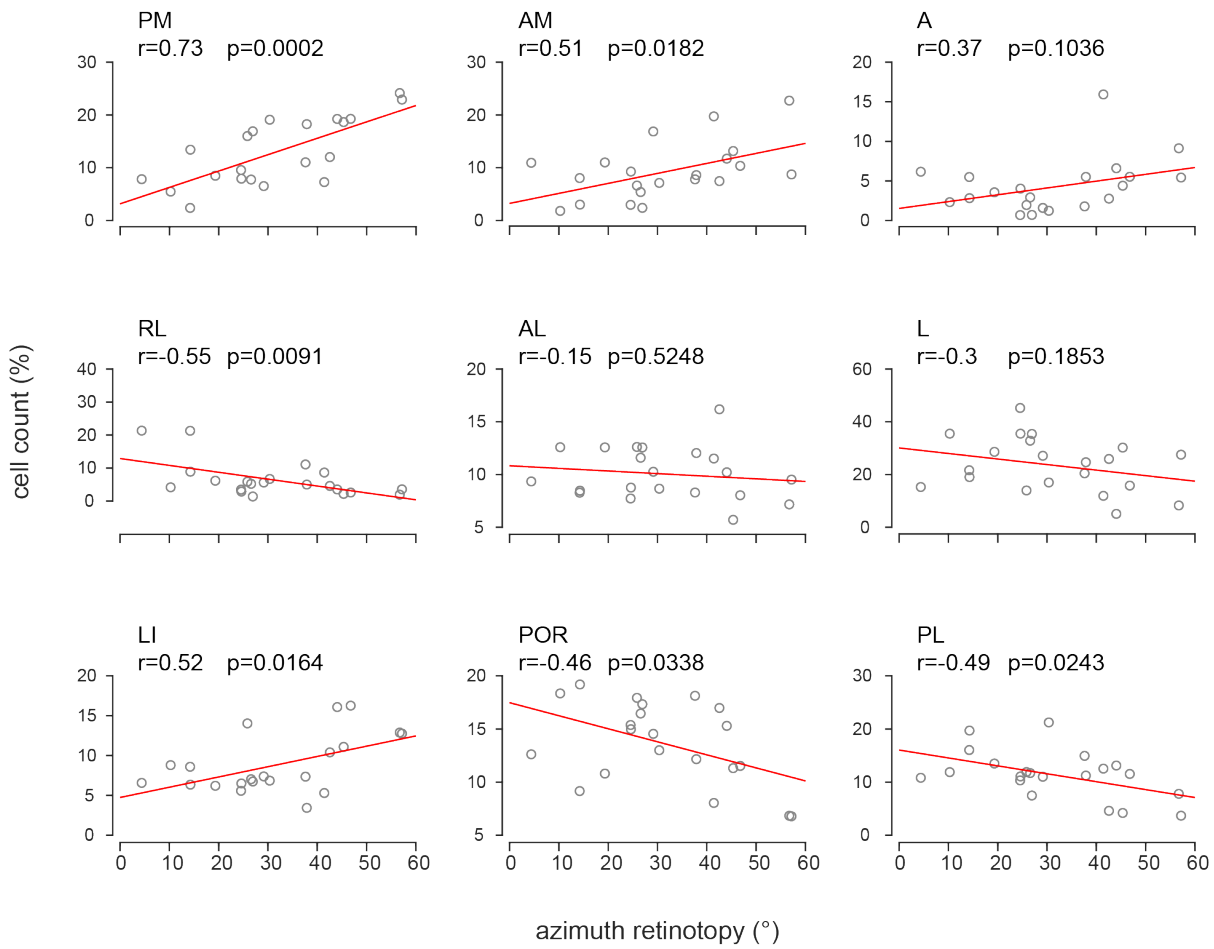 PM
r=0.73 p=0.0002
30
20
10
0
AM
r=0.51 p=0.0182
30
20
10
0
A
r=0.37 p=0.1036
20
15
10
5
0
cell count (%)
RL
r=-0.55 p=0.0091
40
30
20
10
0
AL
r=-0.15 p=0.5248
20
15
10
5
L
r=-0.3 p=0.1853
60
40
20
0
LI
r=0.52 p=0.0164
20
15
10
5
0
0 10 20 30 40 50 60
POR
r=-0.46 p=0.0338
20
15
10
5
0 10 20 30 40 50 60
PL
r=-0.49 p=0.0243
30
20
10
0
0 10 20 30 40 50 60
azimuth retinotopy (°)